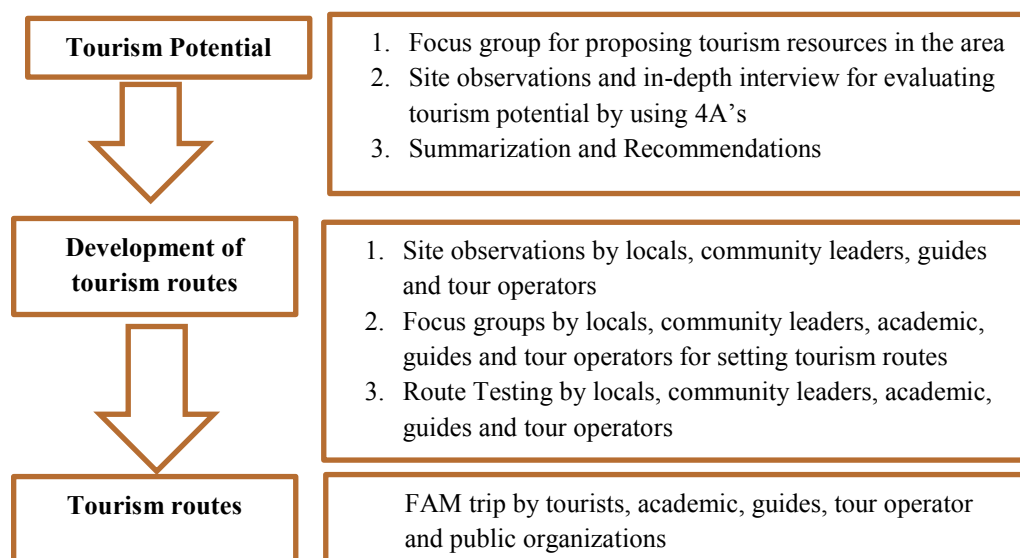 Tourism Potential
1. Focus group for proposing tourism resources in the area
2. Site observations and in-depth interview for evaluating
tourism potential by using 4A’s
3. Summarization and Recommendations
Development of
tourism routes
1. Site observations by locals, community leaders, guides
and tour operators
2. Focus groups by locals, community leaders, academic,
guides and tour operators for setting tourism routes
3. Route Testing by locals, community leaders, academic,
guides and tour operators
Tourism routes
FAM trip by tourists, academic, guides, tour operator
and public organizations